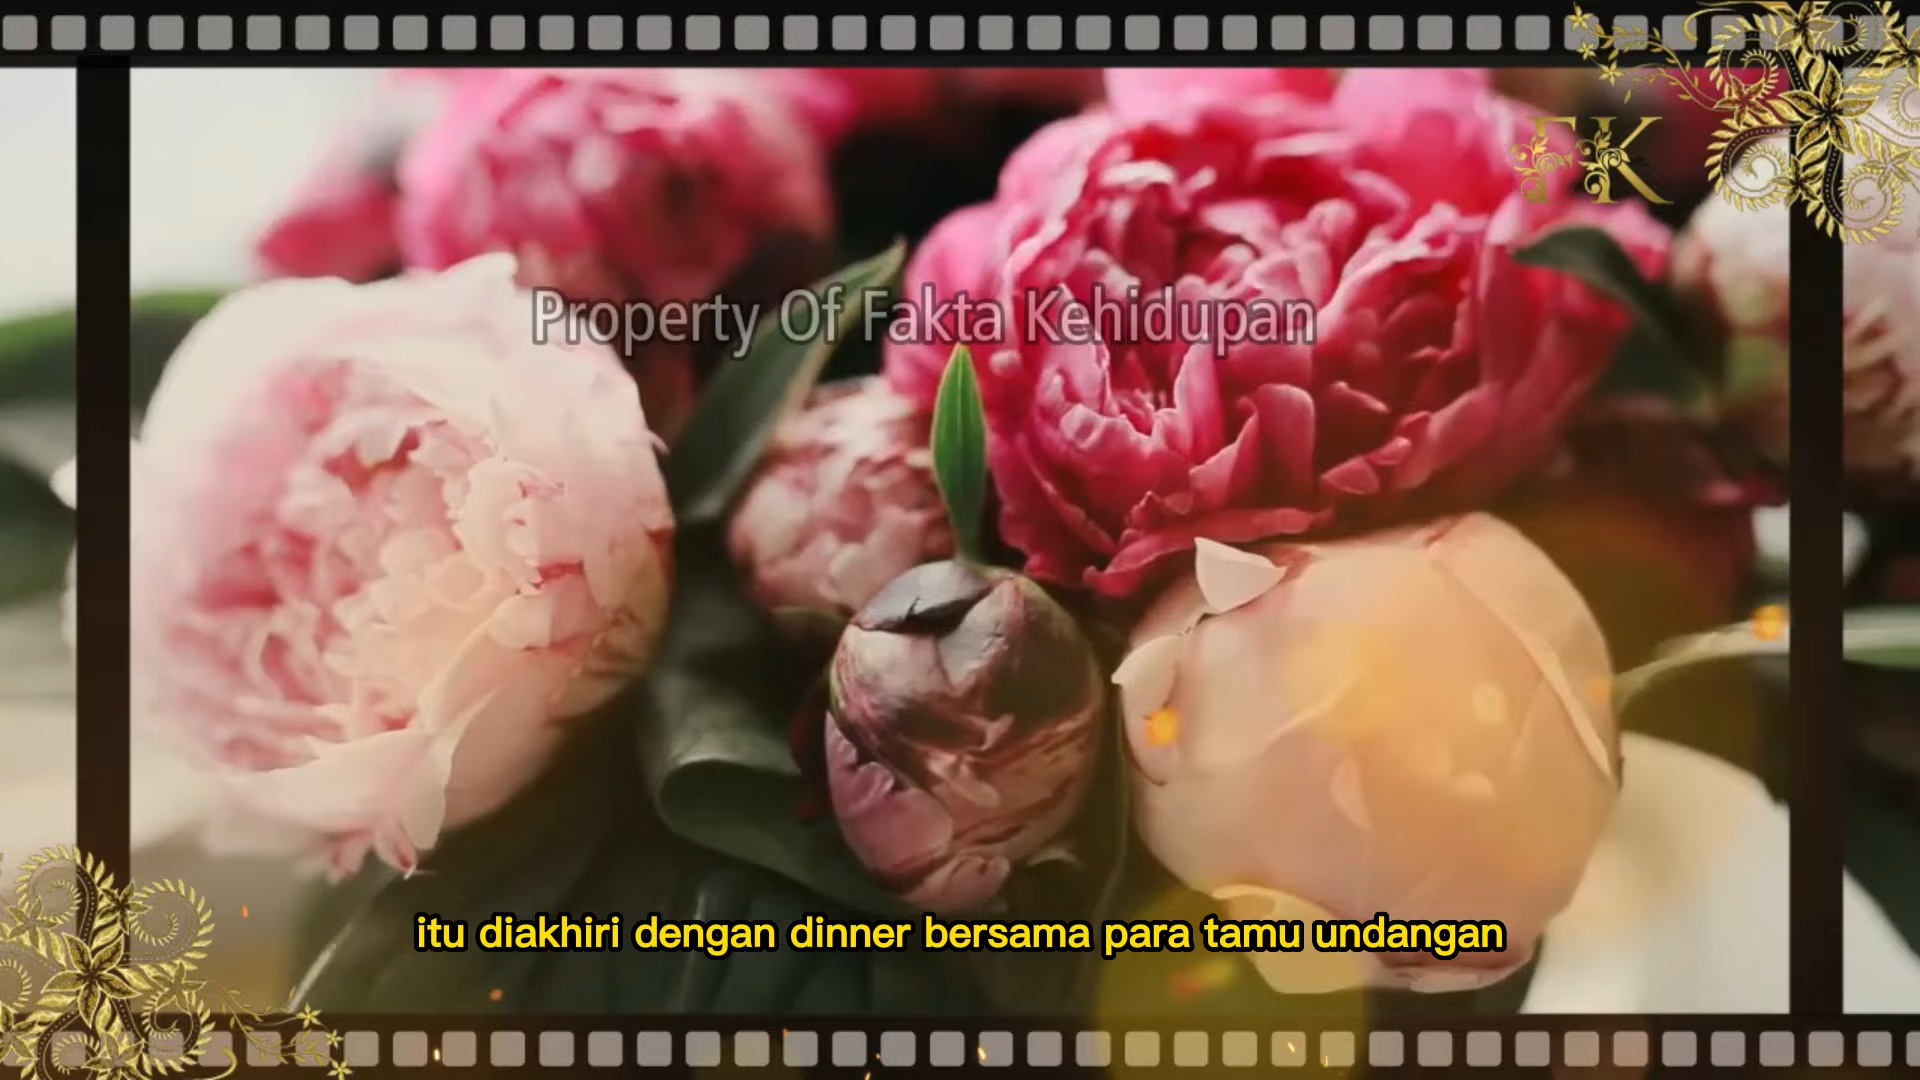 FK
Property Of Fakta Kehidupan
itu diakhiri dengan dinner bersama para tamu undangan